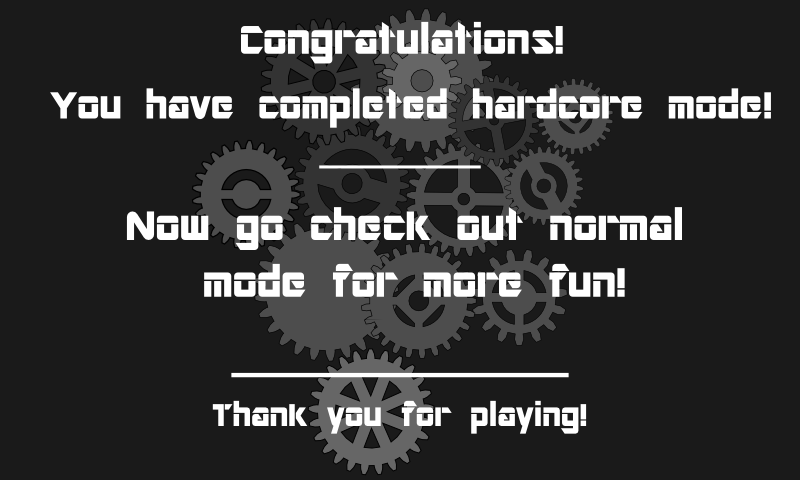 Congratulations!
You have completed hardcore mode!
Now go check out normal
mode for more fun!
Thank you for playing!